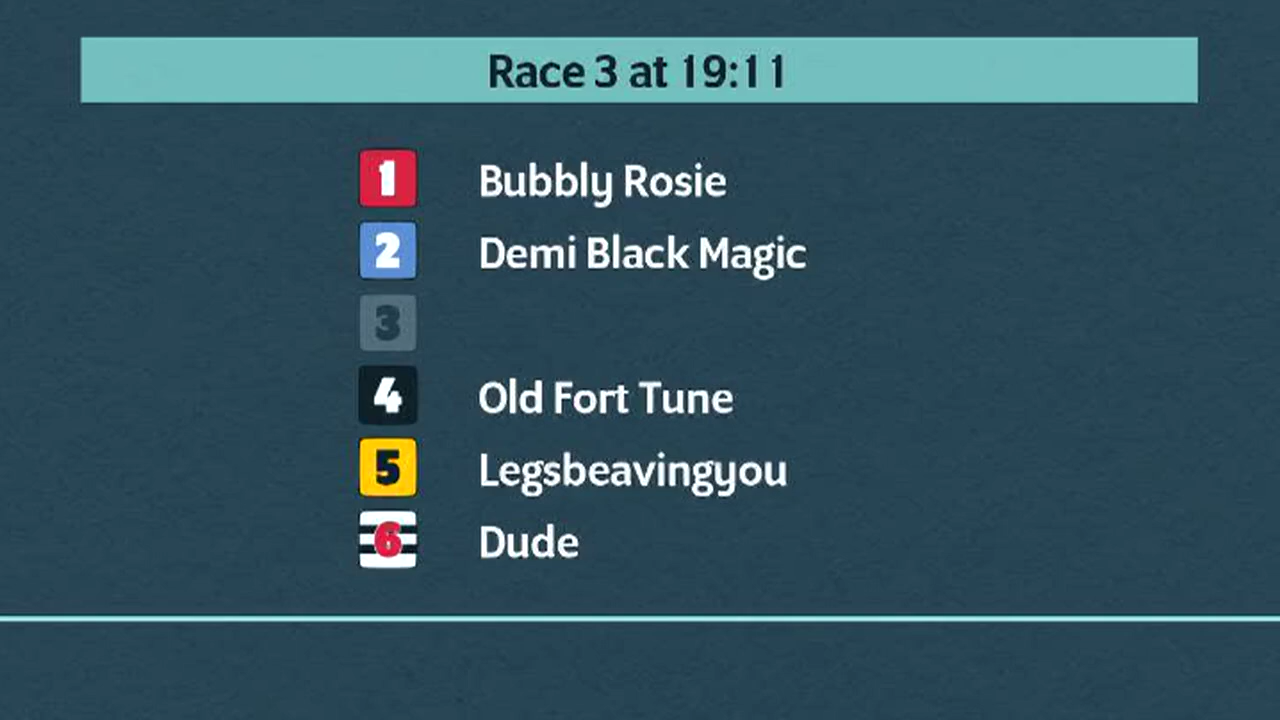 Race 3 at 19:11
1 Bubbly Rosie
2 Demi Black Magic
3
4 Old Fort Tune
5 Legsbeavingyou
6 Dude